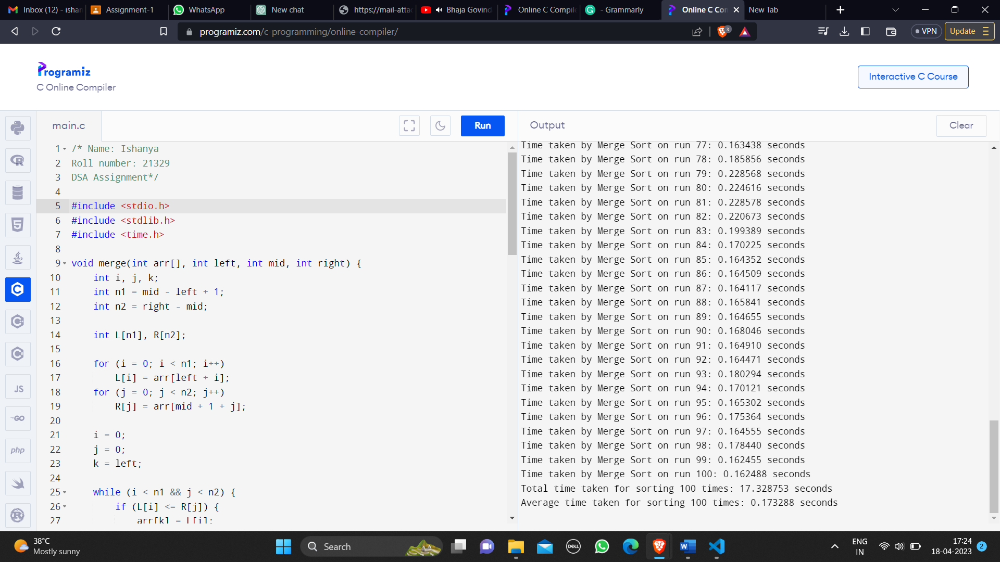 Inbox (12) - ishan
Assignment-1
WhatsApp
New chat
https://mail-atta
Bhaja Govind
Online C Compile
- Grammarly
Online C Con
New Tab
programiz.com/c-programming/online-compiler/
3
VPN
Update
Programiz
C Online Compiler
Interactive C Course
main.c
Run
Output
Clear
1 /* Name: Ishanya
2 Roll number: 21329
3 DSA Assignment*/
4
5 #include <stdio.h>
6 #include <stdlib.h>
7 #include <time.h>
8
9 void merge(int arr[], int left, int mid, int right) {
10 int i, j, k;
11 int n1 = mid - left + 1;
12 int n2 = right - mid;
13
14 int L[n1], R[n2];
15
16 for (i = 0; i < n1; i++)
17 L[i] = arr[left + i];
18 for (j = 0; j < n2; j++)
19 R[j] = arr[mid + 1 + j];
20
21 i = 0;
22 j = 0;
23 k = left;
24
25 while (i < n1 && j < n2) {
26 if (L[i] <= R[j]) {
27 arr[k] = L[i];
Time taken by Merge Sort on run 77: 0.163438 seconds
Time taken by Merge Sort on run 78: 0.185856 seconds
Time taken by Merge Sort on run 79: 0.228568 seconds
Time taken by Merge Sort on run 80: 0.224616 seconds
Time taken by Merge Sort on run 81: 0.228578 seconds
Time taken by Merge Sort on run 82: 0.220673 seconds
Time taken by Merge Sort on run 83: 0.199389 seconds
Time taken by Merge Sort on run 84: 0.170225 seconds
Time taken by Merge Sort on run 85: 0.164352 seconds
Time taken by Merge Sort on run 86: 0.164509 seconds
Time taken by Merge Sort on run 87: 0.164117 seconds
Time taken by Merge Sort on run 88: 0.165841 seconds
Time taken by Merge Sort on run 89: 0.164655 seconds
Time taken by Merge Sort on run 90: 0.168046 seconds
Time taken by Merge Sort on run 91: 0.164910 seconds
Time taken by Merge Sort on run 92: 0.164471 seconds
Time taken by Merge Sort on run 93: 0.180294 seconds
Time taken by Merge Sort on run 94: 0.170121 seconds
Time taken by Merge Sort on run 95: 0.165302 seconds
Time taken by Merge Sort on run 96: 0.175364 seconds
Time taken by Merge Sort on run 97: 0.164555 seconds
Time taken by Merge Sort on run 98: 0.178440 seconds
Time taken by Merge Sort on run 99: 0.162455 seconds
Time taken by Merge Sort on run 100: 0.162488 seconds
Total time taken for sorting 100 times: 17.328753 seconds
Average time taken for sorting 100 times: 0.173288 seconds
JS
GO
php
38°C
Mostly sunny
Search
DELL
ENG
IN
17:24
18-04-2023
2